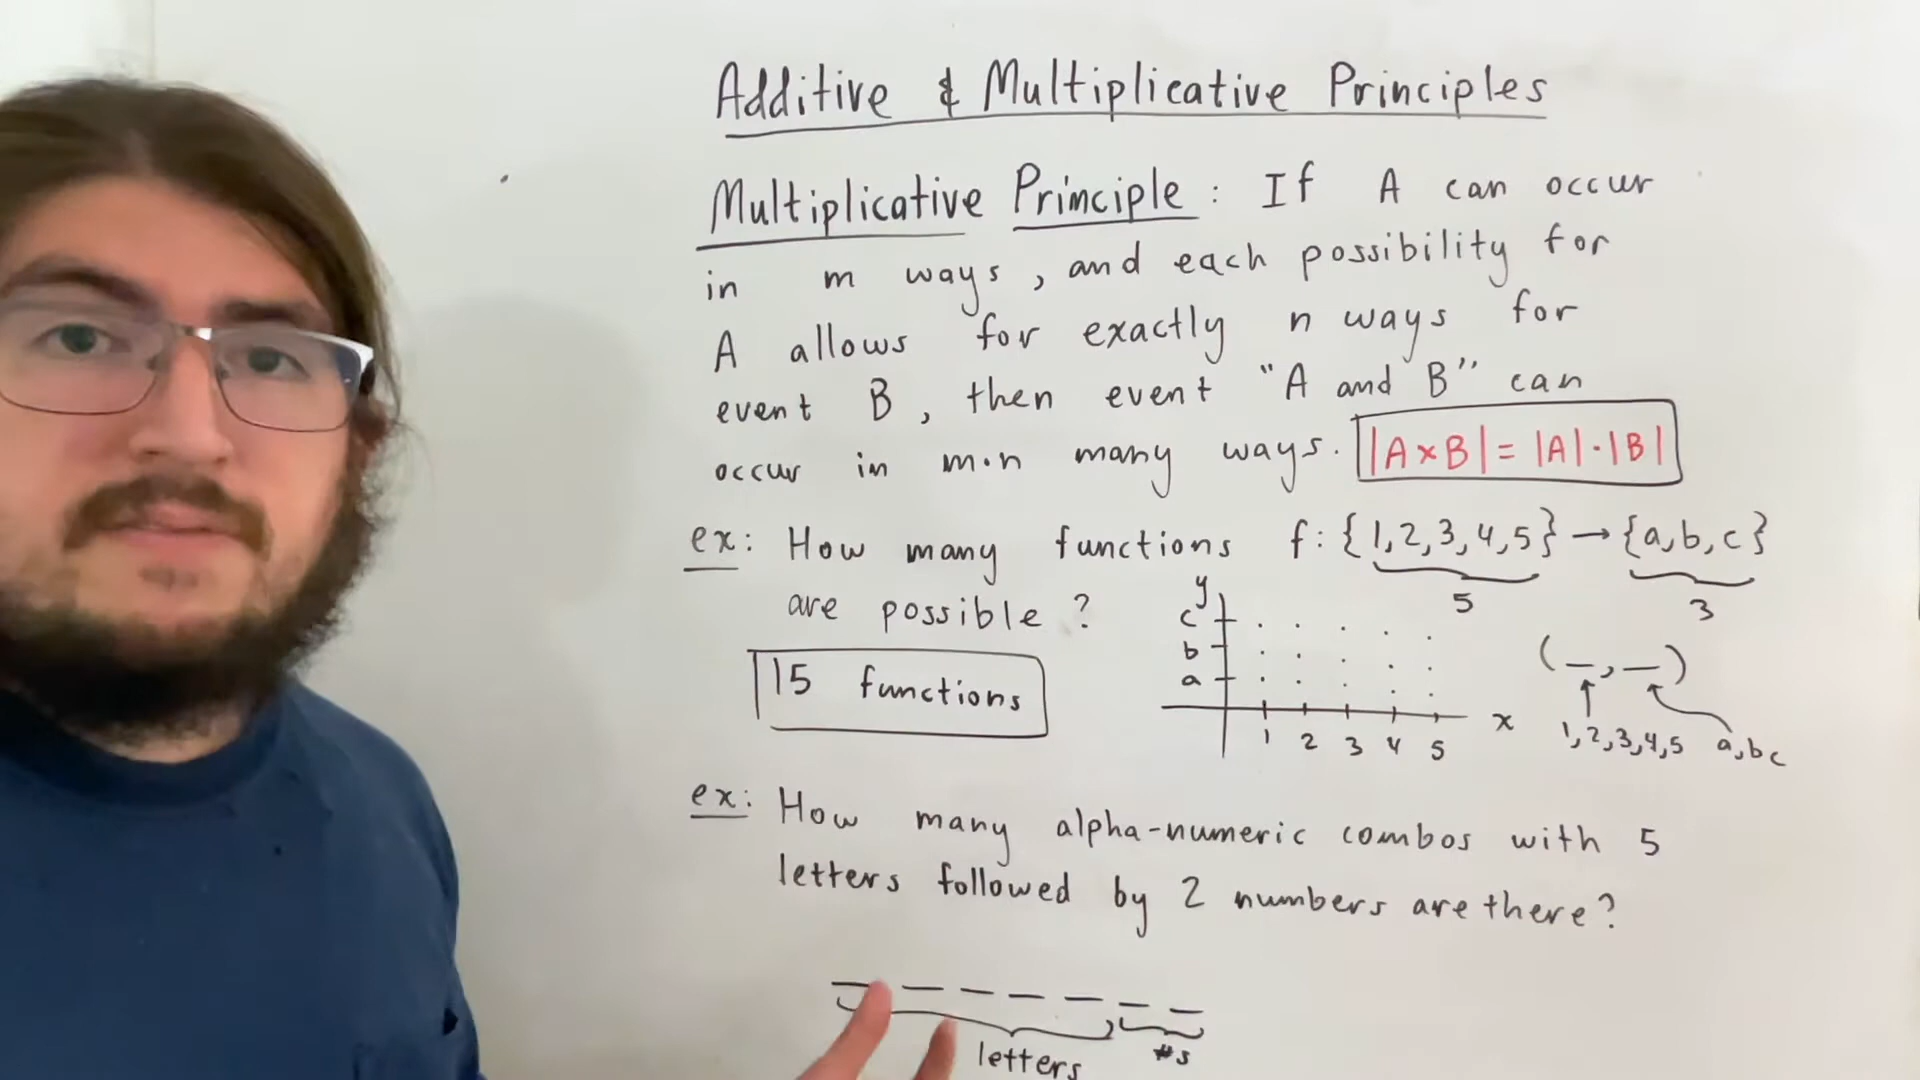 Additive & Multiplicative Principles
Multiplicative Principle: If A can occur
in m ways, and each possibility for
A allows for exactly n ways for
event B, then event "A and B" can
occur in m·n many ways. |A×B| = |A|·|B|
ex: How many functions f: {1,2,3,4,5} → {a,b,c}
5 3
are possible?
15 functions
y
c
b
a
1 2 3 4 5 x
(_,_)
1,2,3,4,5 a,b c
ex: How many alpha-numeric combos with 5
letters followed by 2 numbers are there?
_ _ _ _ _ _ _
letters #s